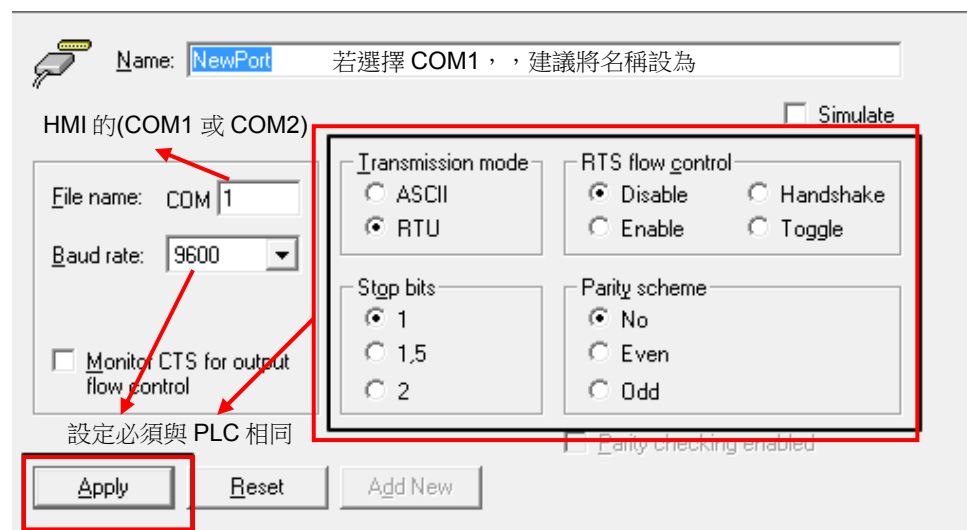 Name: NewPort 若選擇 COM1,,建議將名稱設為
Simulate
HMI 的(COM1 或 COM2)
File name: COM 1
Baud rate: 9600
Monitor CTS for output
flow control
設定必須與 PLC 相同
Transmission mode
ASCII
RTU
RTS flow control
Disable Handshake
Enable Toggle
Stop bits
1
1,5
2
Parity scheme
No
Even
Odd
Parity checking enabled
Apply Reset Add New